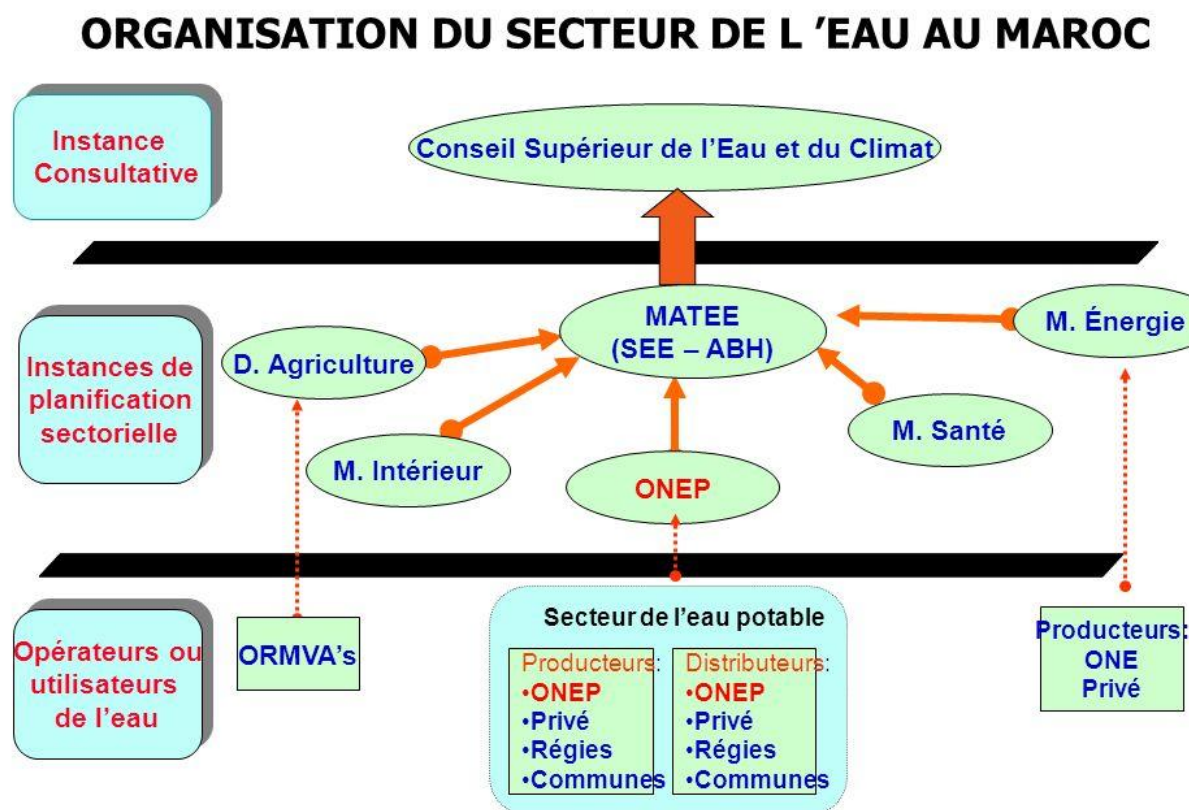 ORGANISATION DU SECTEUR DE L ’EAU AU MAROC
Instance
Consultative
Conseil Supérieur de l’Eau et du Climat
Instances de
planification
sectorielle
D. Agriculture
M. Intérieur
MATEE
(SEE – ABH)
ONEP
M. Santé
M. Énergie
Opérateurs ou
utilisateurs
de l’eau
ORMVA’s
Secteur de l’eau potable
Producteurs:
•ONEP
•Privé
•Régies
•Communes
Distributeurs:
•ONEP
•Privé
•Régies
•Communes
Producteurs:
ONE
Privé